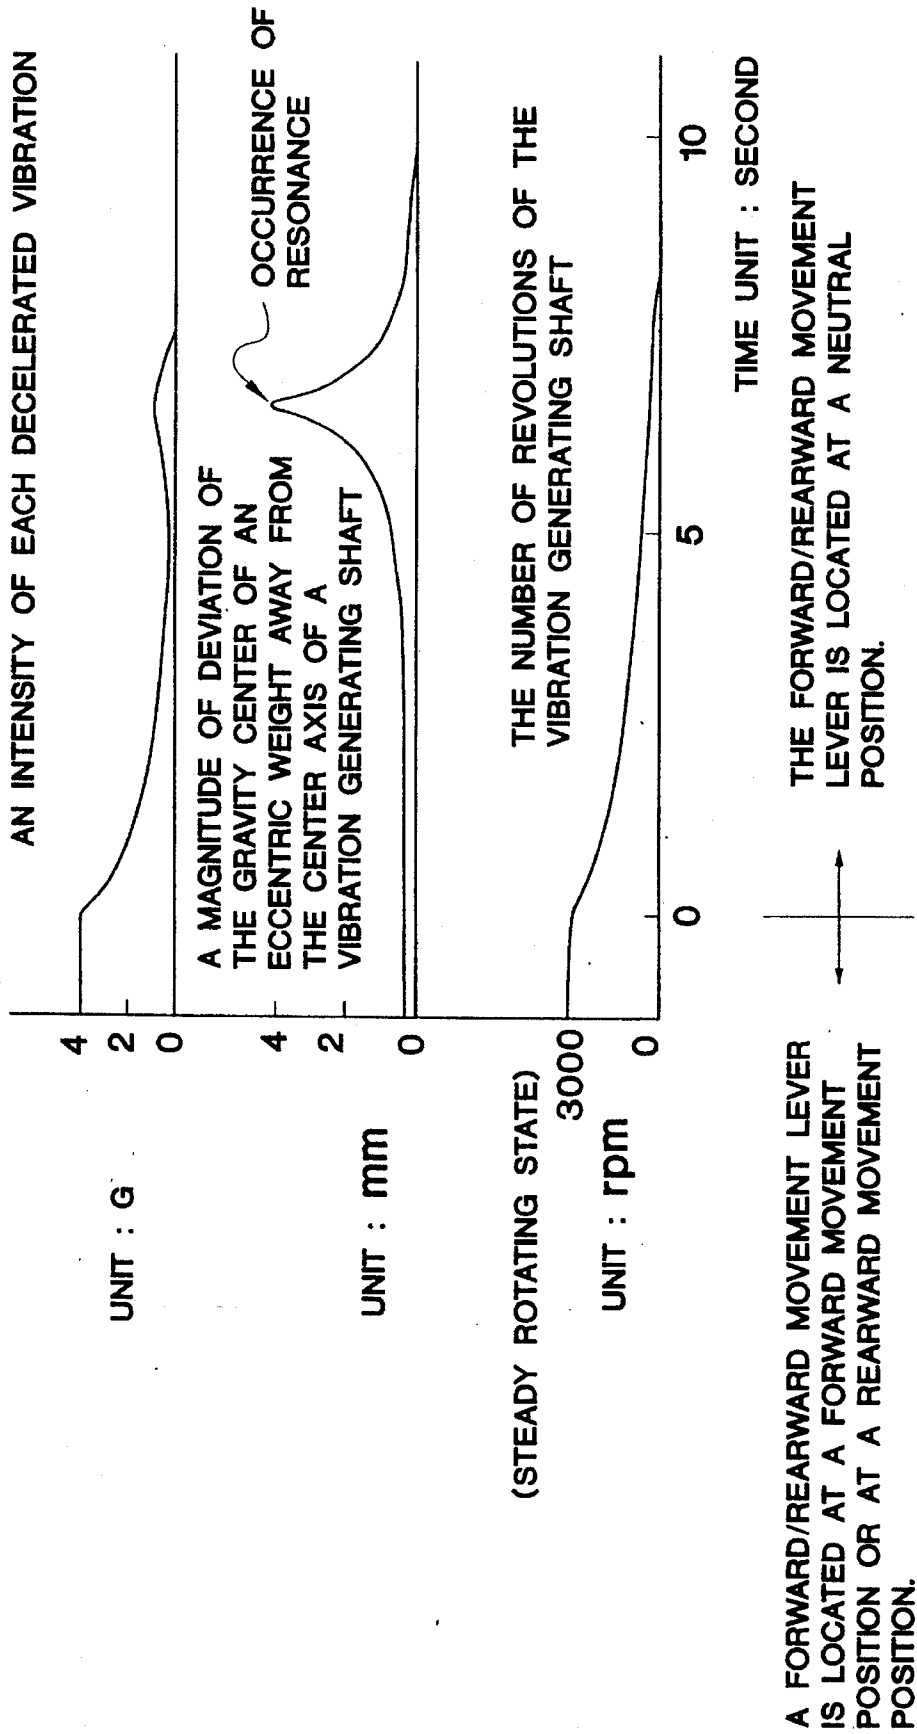 AN INTENSITY OF EACH DECELERATED VIBRATION
4
2
0
UNIT : G
A MAGNITUDE OF DEVIATION OF
THE GRAVITY CENTER OF AN
ECCENTRIC WEIGHT AWAY FROM
THE CENTER AXIS OF A
VIBRATION GENERATING SHAFT
OCCURRENCE OF
RESONANCE
4
2
0
UNIT : mm
THE NUMBER OF REVOLUTIONS OF THE
VIBRATION GENERATING SHAFT
(STEADY ROTATING STATE)
3000
0
UNIT : rpm
0
5
10
TIME UNIT : SECOND
A FORWARD/REARWARD MOVEMENT LEVER
IS LOCATED AT A FORWARD MOVEMENT
POSITION OR AT A REARWARD MOVEMENT
POSITION.
THE FORWARD/REARWARD MOVEMENT
LEVER IS LOCATED AT A NEUTRAL
POSITION.